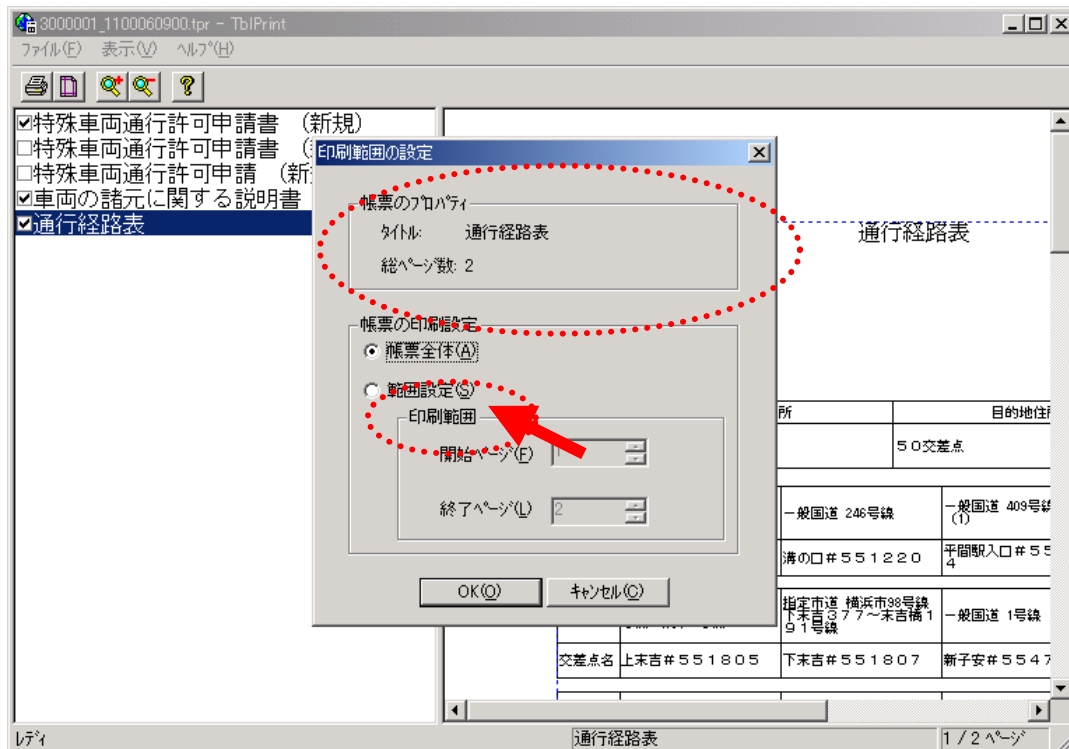 3000001_1100060900.tpr - TblPrint
ファイル(F) 表示(V) ヘルプ(H)
特殊車両通行許可申請書 （新規）
特殊車両通行許可申請書 （
特殊車両通行許可申請 （新
車両の諸元に関する説明書
通行経路表
印刷範囲の設定
帳票のプロパティ
タイトル: 通行経路表
総ページ数: 2
帳票の印刷設定
帳票全体(A)
範囲設定(S)
印刷範囲
開始ページ(F) 1
終了ページ(L) 2
OK(O) キャンセル(C)
通行経路表
所 目的地住所
５０交差点
一般国道 246号線 一般国道 409号線
(1)
溝の口＃５５１２２０ 平間駅入口＃５５
4
指定市道 横浜市98号線
下末吉３７７～末吉橋１
９１号線
一般国道 1号線
交差点名 上末吉＃５５１８０５ 下末吉＃５５１８０７ 新子安＃５５４７
レディ 通行経路表 1 / 2 ページ